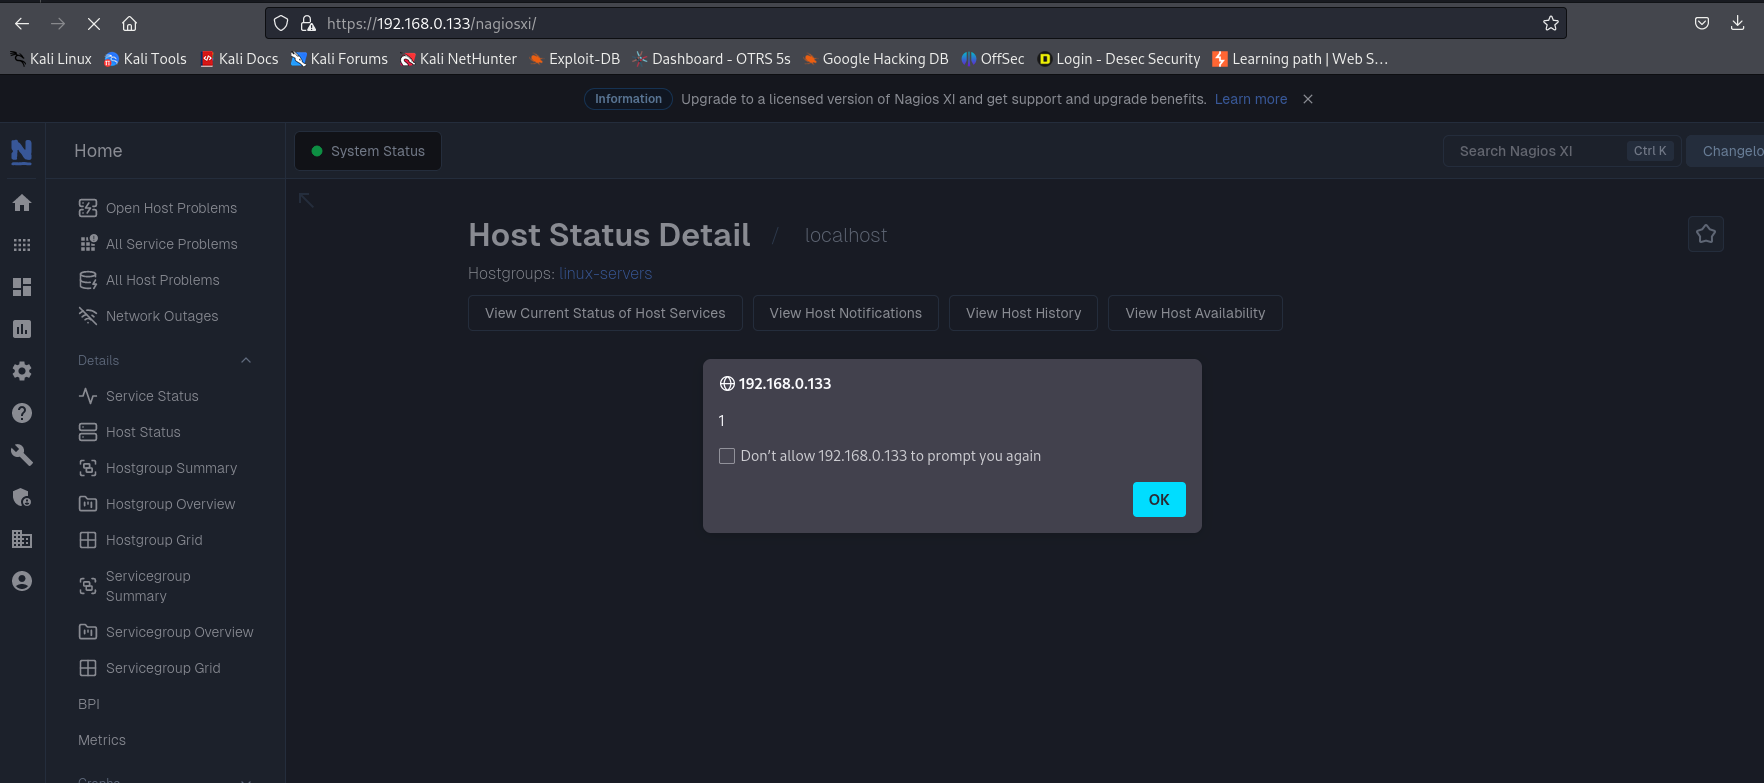 https://192.168.0.133/nagiosxi/
Kali Linux Kali Tools Kali Docs Kali Forums Kali NetHunter Exploit-DB Dashboard - OTRS 5s Google Hacking DB OffSec Login - Desec Security Learning path | Web S…
Information Upgrade to a licensed version of Nagios XI and get support and upgrade benefits. Learn more
Home
System Status
Search Nagios XI Ctrl K
Changelo
Open Host Problems
All Service Problems
All Host Problems
Network Outages
Details
Service Status
Host Status
Hostgroup Summary
Hostgroup Overview
Hostgroup Grid
Servicegroup
Summary
Servicegroup Overview
Servicegroup Grid
BPI
Metrics
Graphs
Host Status Detail / localhost
Hostgroups: linux-servers
View Current Status of Host Services View Host Notifications View Host History View Host Availability
192.168.0.133
1
Don't allow 192.168.0.133 to prompt you again
OK